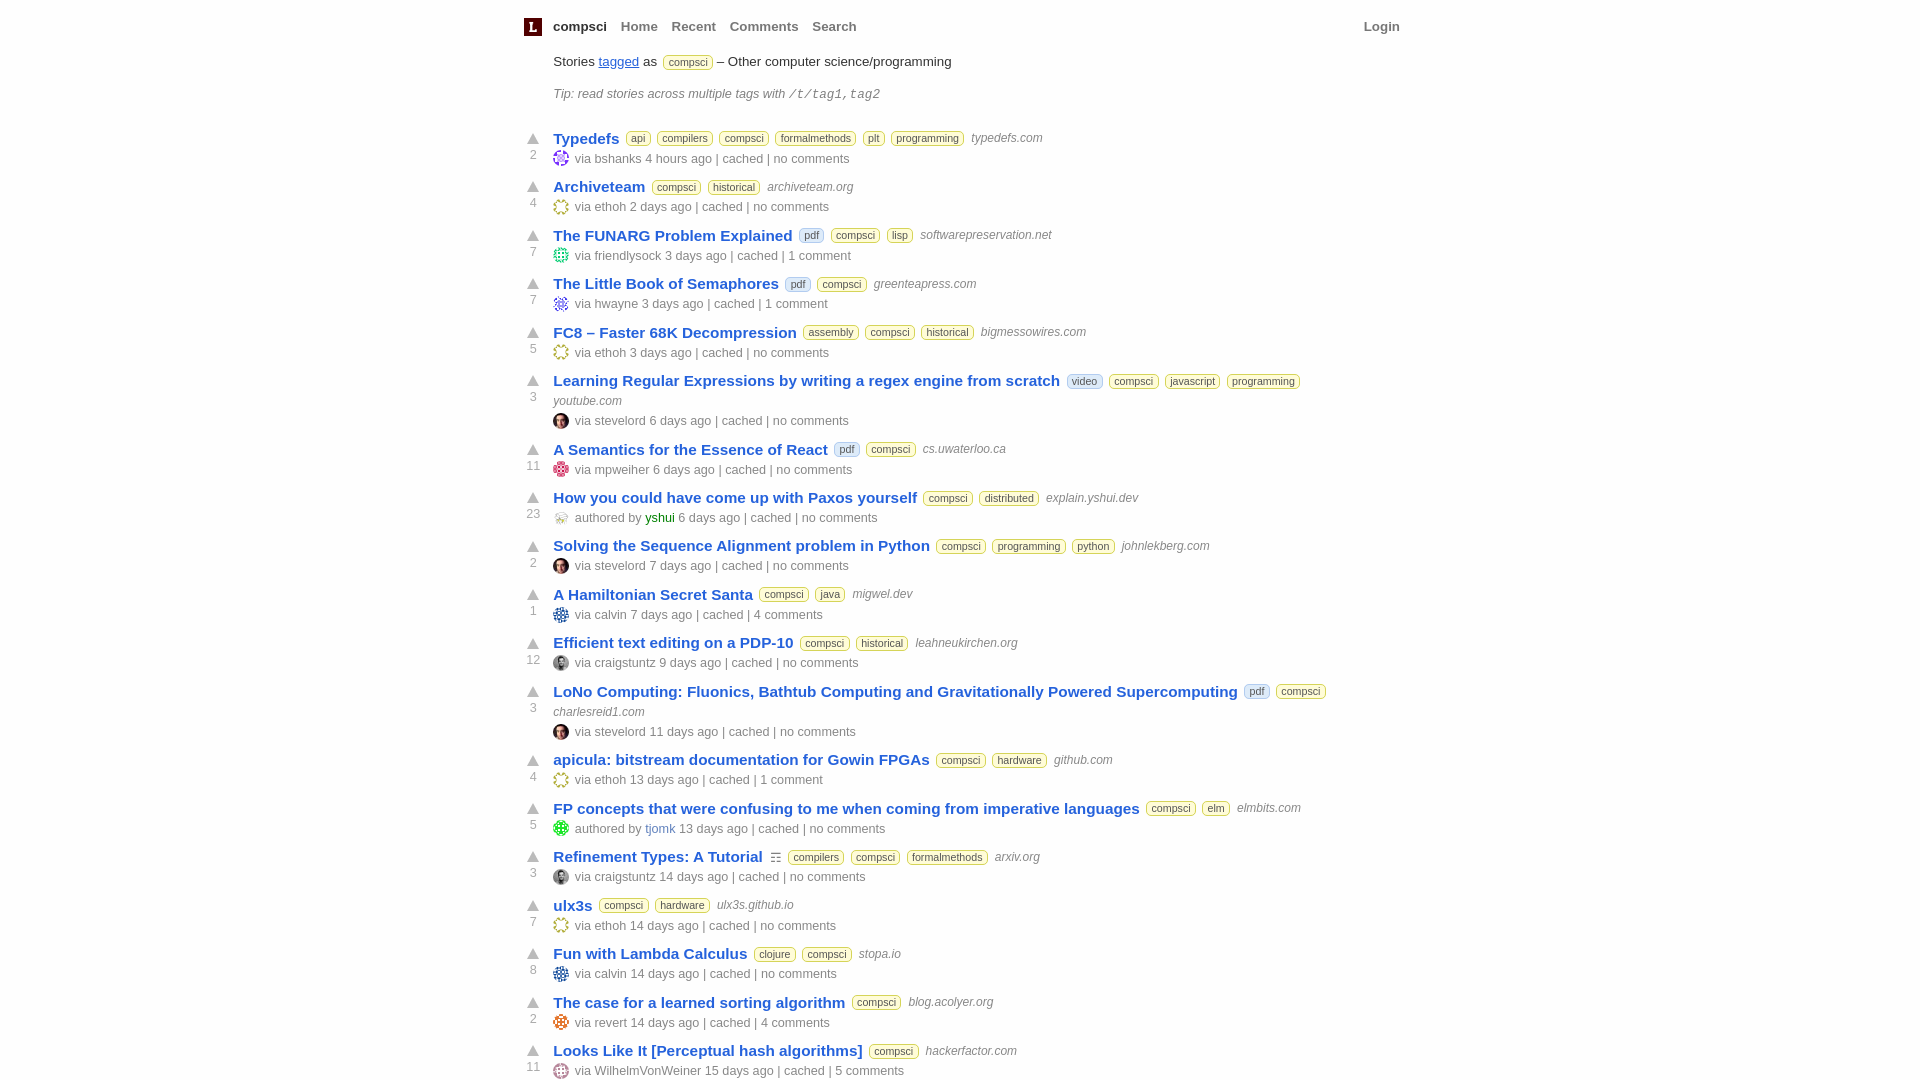 L compsci Home Recent Comments Search Login
Stories tagged as compsci – Other computer science/programming
Tip: read stories across multiple tags with /t/tag1,tag2
Typedefs api compilers compsci formalmethods plt programming typedefs.com
2 via bshanks 4 hours ago | cached | no comments
Archiveteam compsci historical archiveteam.org
4 via ethoh 2 days ago | cached | no comments
The FUNARG Problem Explained pdf compsci lisp softwarepreservation.net
7 via friendlysock 3 days ago | cached | 1 comment
The Little Book of Semaphores pdf compsci greenteapress.com
7 via hwayne 3 days ago | cached | 1 comment
FC8 – Faster 68K Decompression assembly compsci historical bigmessowires.com
5 via ethoh 3 days ago | cached | no comments
Learning Regular Expressions by writing a regex engine from scratch video compsci javascript programming
3 youtube.com
via stevelord 6 days ago | cached | no comments
A Semantics for the Essence of React pdf compsci cs.uwaterloo.ca
11 via mpweiher 6 days ago | cached | no comments
How you could have come up with Paxos yourself compsci distributed explain.yshui.dev
23 authored by yshui 6 days ago | cached | no comments
Solving the Sequence Alignment problem in Python compsci programming python johnlekberg.com
2 via stevelord 7 days ago | cached | no comments
A Hamiltonian Secret Santa compsci java migwel.dev
1 via calvin 7 days ago | cached | 4 comments
Efficient text editing on a PDP-10 compsci historical leahneukirchen.org
12 via craigstuntz 9 days ago | cached | no comments
LoNo Computing: Fluonics, Bathtub Computing and Gravitationally Powered Supercomputing pdf compsci
3 charlesreid1.com
via stevelord 11 days ago | cached | no comments
apicula: bitstream documentation for Gowin FPGAs compsci hardware github.com
4 via ethoh 13 days ago | cached | 1 comment
FP concepts that were confusing to me when coming from imperative languages compsci elm elmbits.com
5 authored by tjomk 13 days ago | cached | no comments
Refinement Types: A Tutorial ☶ compilers compsci formalmethods arxiv.org
3 via craigstuntz 14 days ago | cached | no comments
ulx3s compsci hardware ulx3s.github.io
7 via ethoh 14 days ago | cached | no comments
Fun with Lambda Calculus clojure compsci stopa.io
8 via calvin 14 days ago | cached | no comments
The case for a learned sorting algorithm compsci blog.acolyer.org
2 via revert 14 days ago | cached | 4 comments
Looks Like It [Perceptual hash algorithms] compsci hackerfactor.com
11 via WilhelmVonWeiner 15 days ago | cached | 5 comments